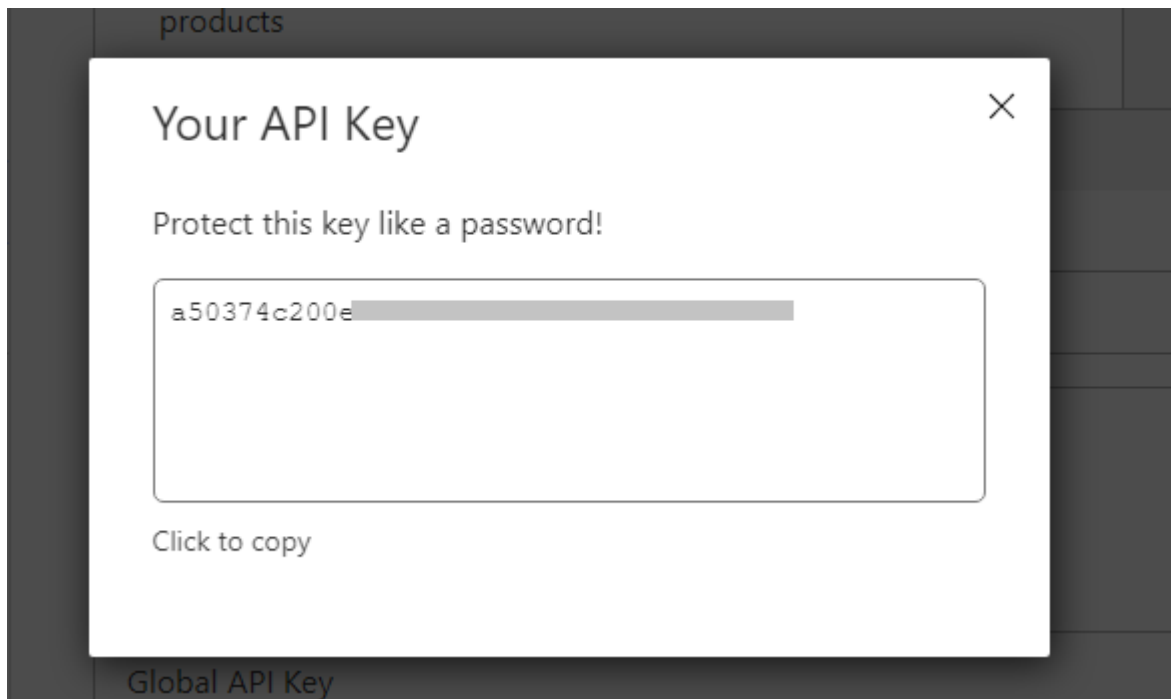 products
Your API Key
Protect this key like a password!
a50374c200e
Click to copy
Global API Key